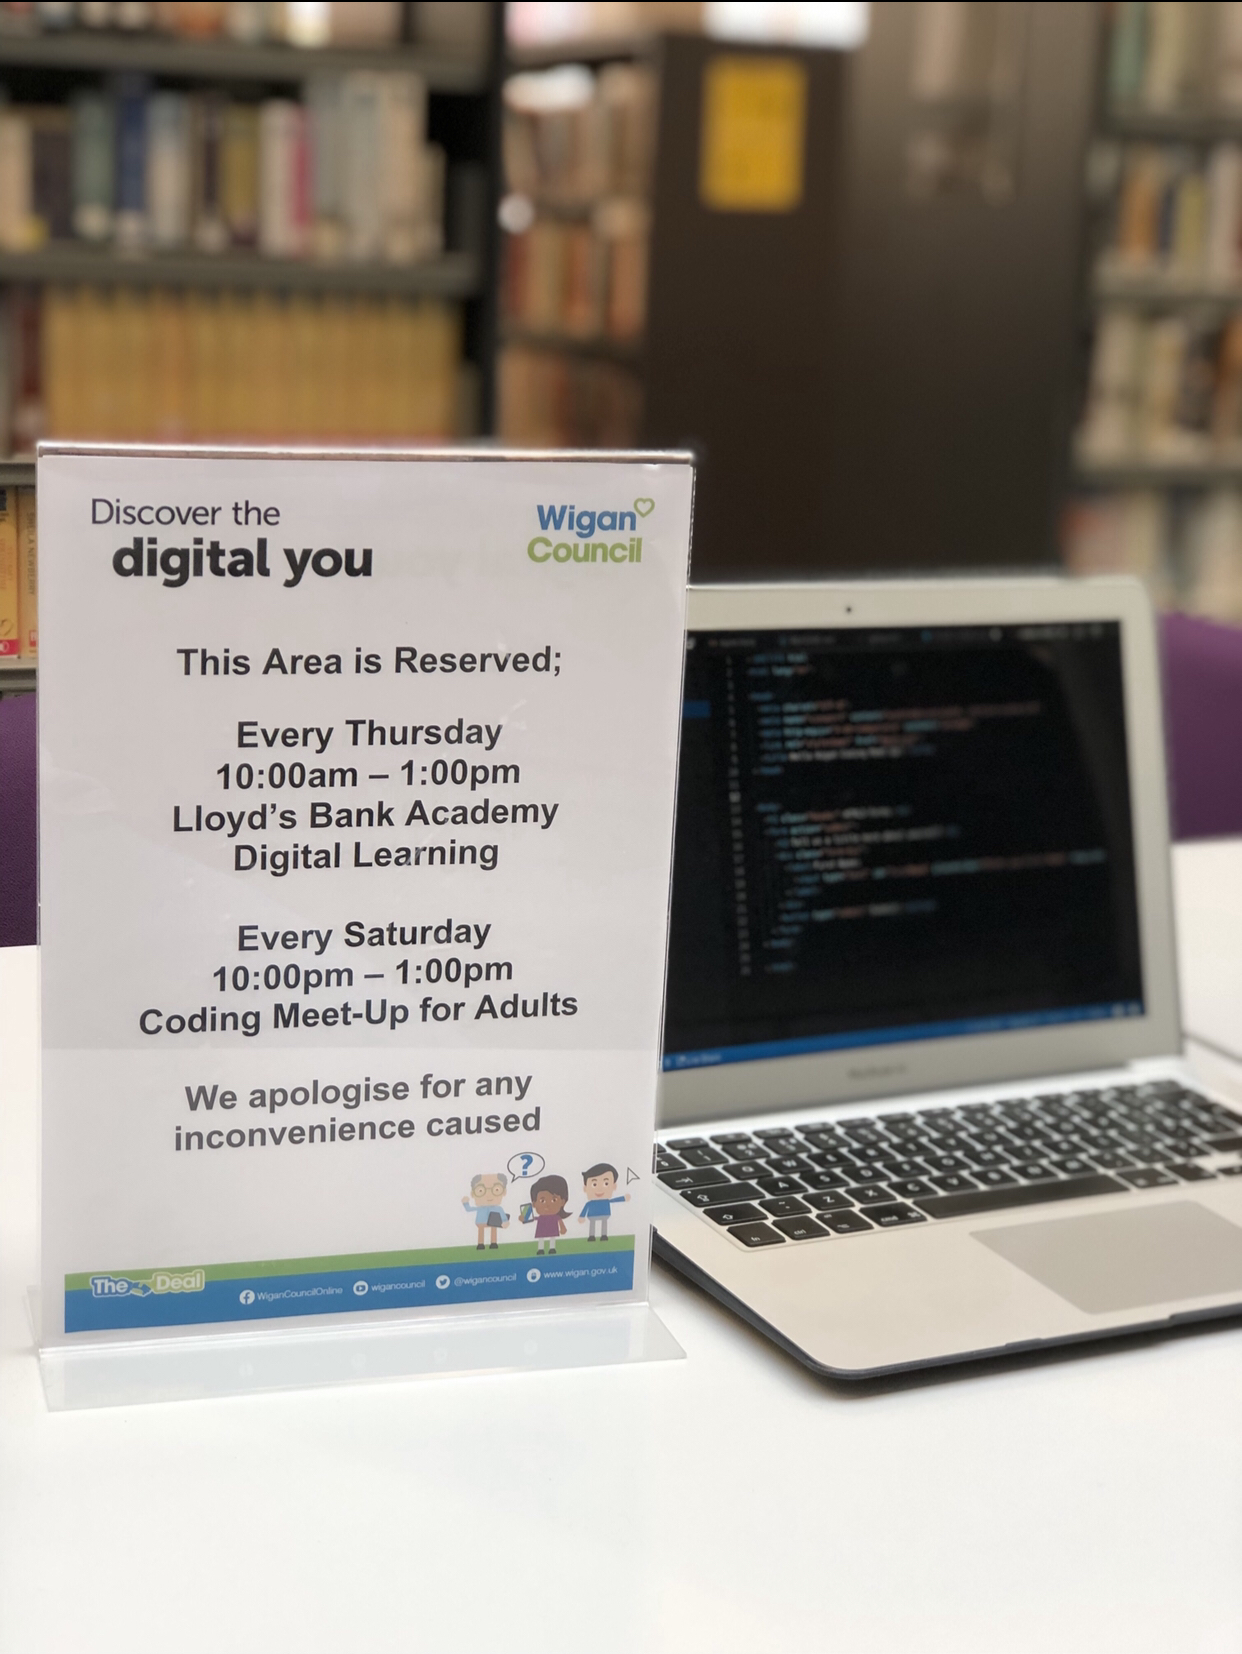 Discover the
digital you
Wigan
Council
This Area is Reserved;
Every Thursday
10:00am – 1:00pm
Lloyd’s Bank Academy
Digital Learning
Every Saturday
10:00pm – 1:00pm
Coding Meet-Up for Adults
We apologise for any
inconvenience caused
?
The Deal
WiganCouncilOnline wigancouncil @wigancouncil www.wigan.gov.uk